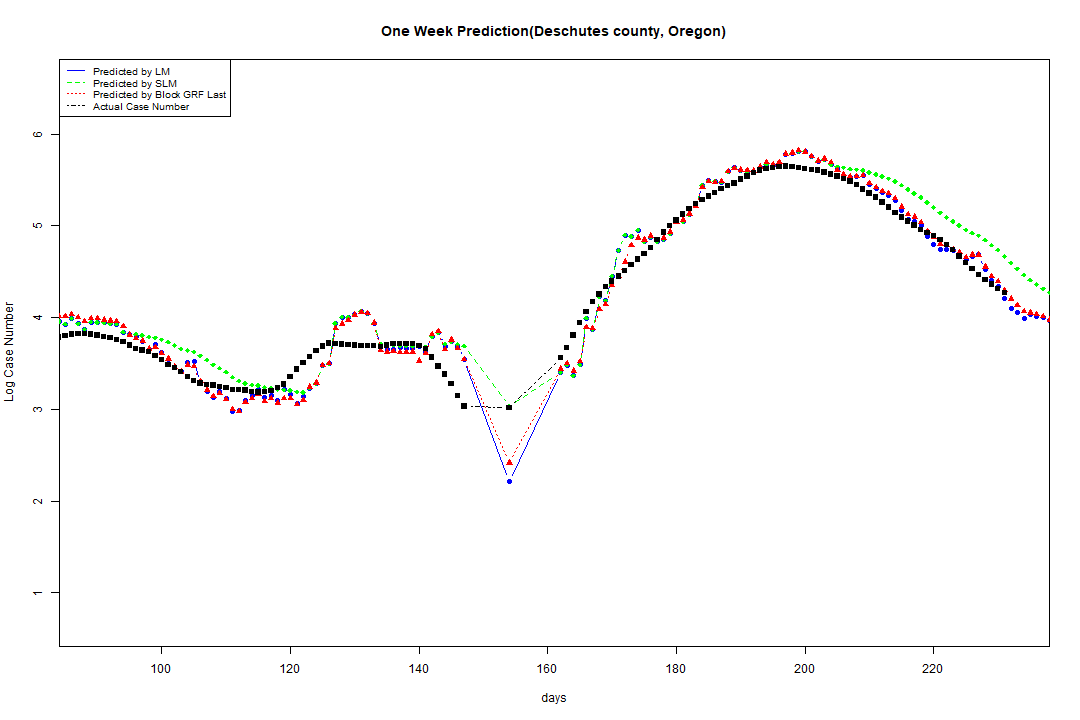 One Week Prediction(Deschutes county, Oregon)
Predicted by LM
Predicted by SLM
Predicted by Block GRF Last
Actual Case Number
Log Case Number
6
5
4
3
2
1
100 120 140 160 180 200 220
days